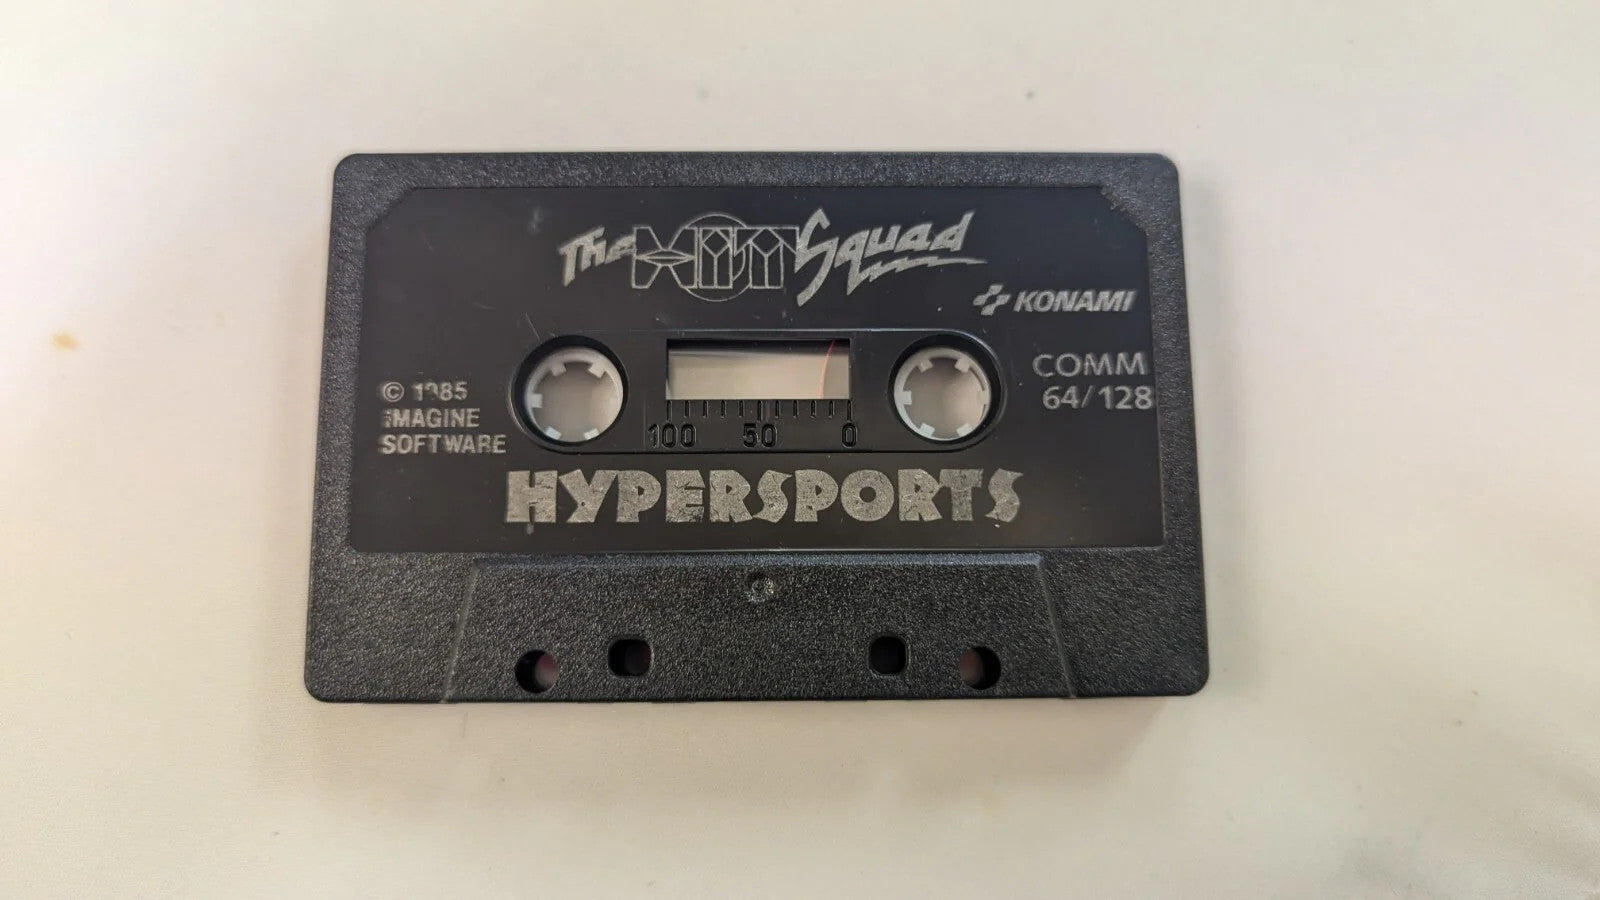 The HIT Squad
KONAMI
COMM
64/128
© 1985
IMAGINE
SOFTWARE
100 50 0
HYPERSPORTS